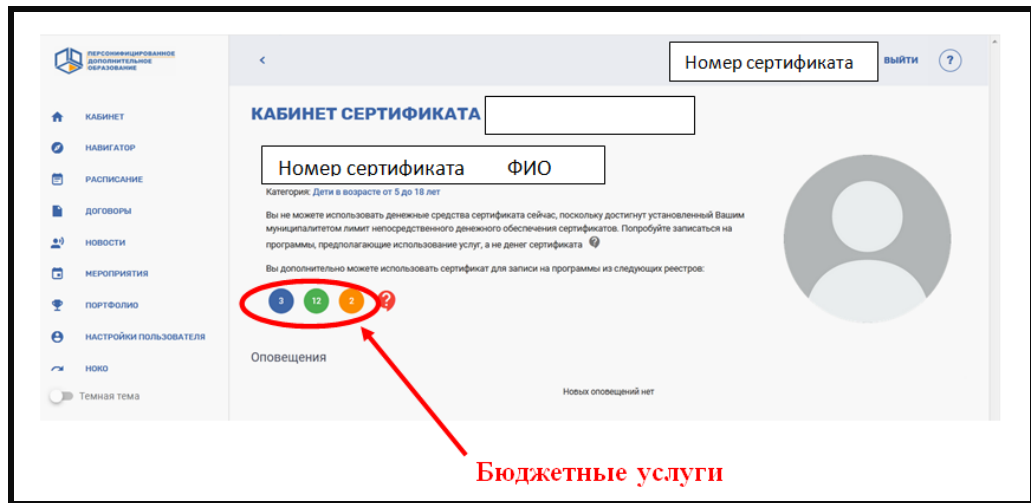 ПЕРСОНИФИЦИРОВАННОЕ
ДОПОЛНИТЕЛЬНОЕ
ОБРАЗОВАНИЕ
Номер сертификата
ВЫЙТИ
?
КАБИНЕТ
НАВИГАТОР
РАСПИСАНИЕ
ДОГОВОРЫ
НОВОСТИ
МЕРОПРИЯТИЯ
ПОРТФОЛИО
НАСТРОЙКИ ПОЛЬЗОВАТЕЛЯ
НОКО
Темная тема
КАБИНЕТ СЕРТИФИКАТА
Номер сертификата ФИО
Категория: Дети в возрасте от 5 до 18 лет
Вы не можете использовать денежные средства сертификата сейчас, поскольку достигнут установленный Вашим
муниципалитетом лимит непосредственного денежного обеспечения сертификатов. Попробуйте записаться на
программы, предполагающие использование услуг, а не денег сертификата ?
Вы дополнительно можете использовать сертификат для записи на программы из следующих реестров:
3 12 2 ?
Оповещения
Новых оповещений нет
Бюджетные услуги